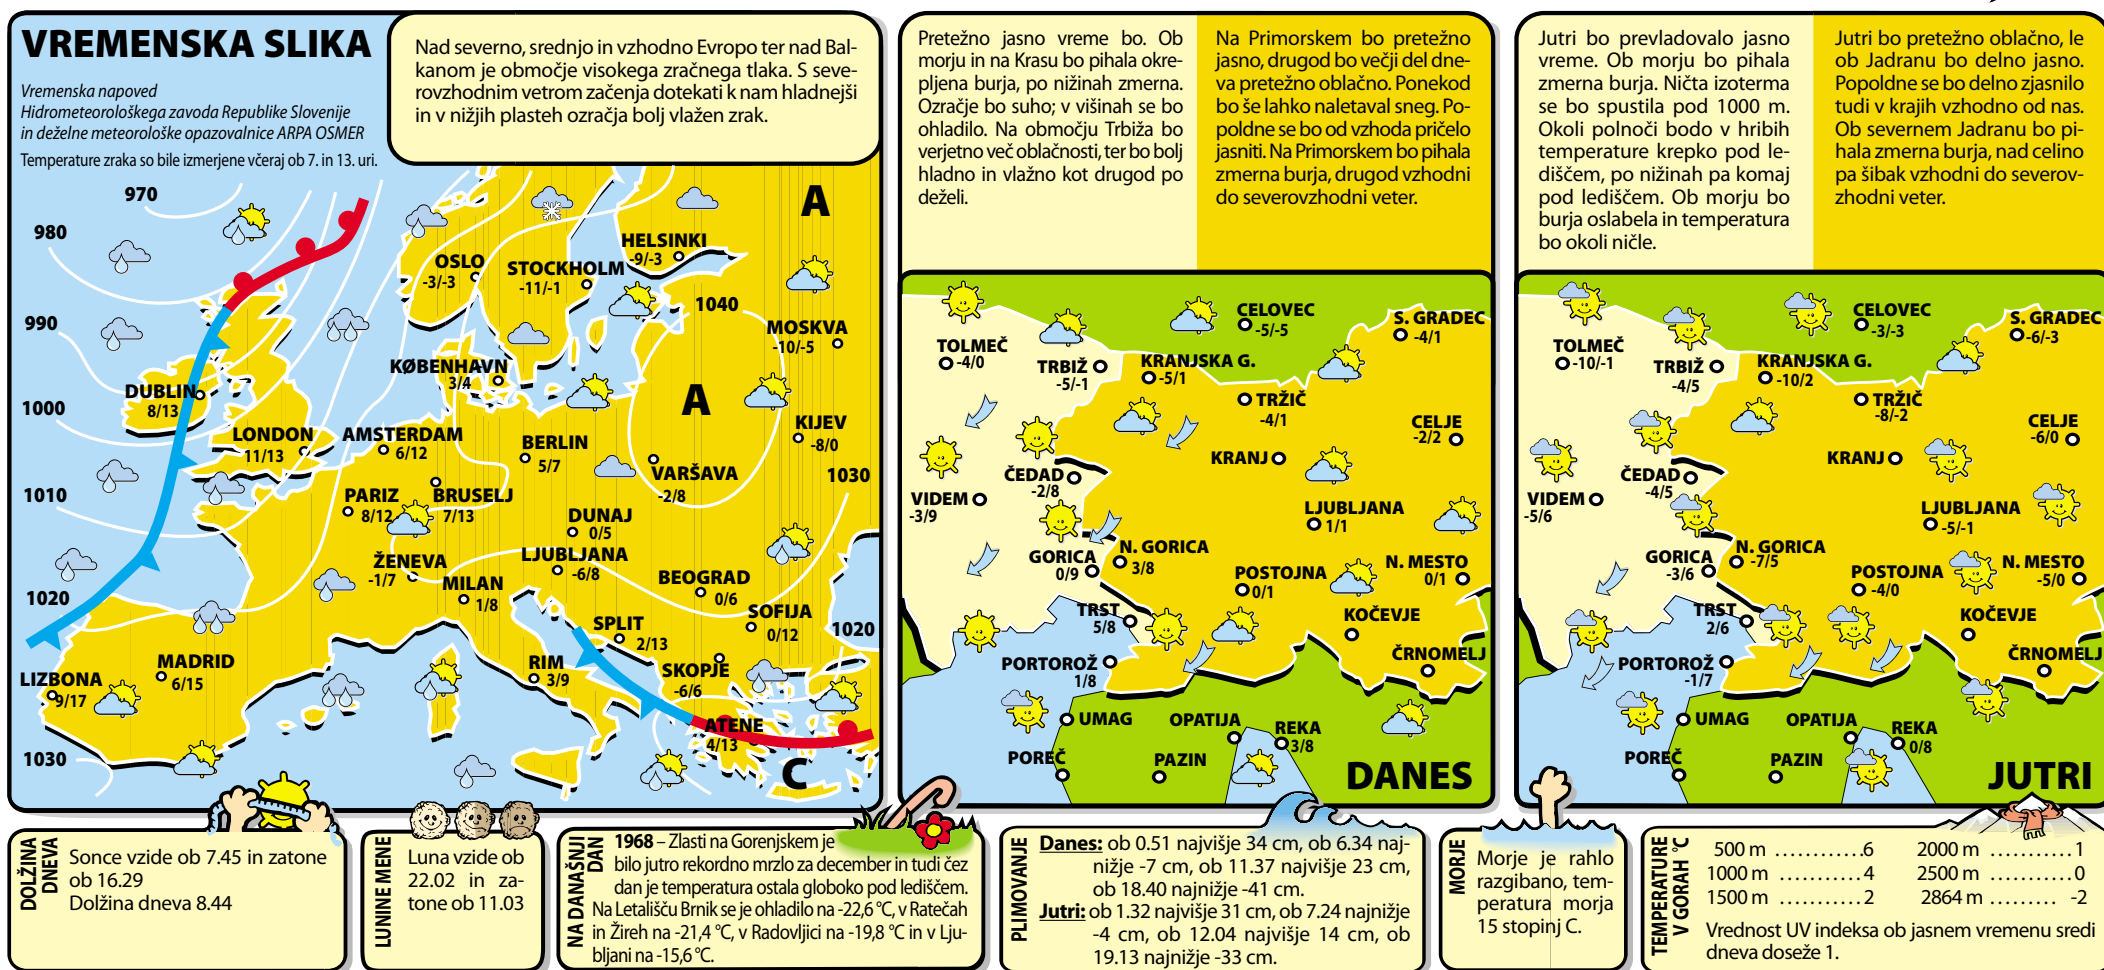 VREMENSKA SLIKA
Vremenska napoved
Hidrometeorološkega zavoda Republike Slovenije
in deželne meteorološke opazovalnice ARPA OSMER
Temperature zraka so bile izmerjene včeraj ob 7. in 13. uri.
Nad severno, srednjo in vzhodno Evropo ter nad Bal-
kanom je območje visokega zračnega tlaka. S seve-
rovzhodnim vetrom začenja dotekati k nam hladnejši
in v nižjih plasteh ozračja bolj vlažen zrak.
970
980
990
1000
1010
1020
1030
A
HELSINKI
-9/-3
OSLO
-3/-3
STOCKHOLM
-11/-1
1040
MOSKVA
-10/-5
KØBENHAVN
3/4
DUBLIN
8/13
A
KIJEV
-8/0
LONDON
11/13
AMSTERDAM
6/12
BERLIN
5/7
VARŠAVA
-2/8
1030
PARIZ
8/12
BRUSELJ
7/13
DUNAJ
0/5
ŽENEVA
-1/7
LJUBLJANA
-6/8
MILAN
1/8
BEOGRAD
0/6
SOFIJA
0/12
1020
SPLIT
2/13
MADRID
6/15
LIZBONA
9/17
RIM
3/9
SKOPJE
-6/6
ATENE
4/13
C
Pretežno jasno vreme bo. Ob
morju in na Krasu bo pihala okre-
pljena burja, po nižinah zmerna.
Ozračje bo suho; v višinah se bo
ohladilo. Na območju Trbiža bo
verjetno več oblačnosti, ter bo bolj
hladno in vlažno kot drugod po
deželi.
Na Primorskem bo pretežno
jasno, drugod bo večji del dne-
va pretežno oblačno. Ponekod
bo še lahko naletaval sneg. Po-
poldne se bo od vzhoda pričelo
jasniti. Na Primorskem bo pihala
zmerna burja, drugod vzhodni
do severovzhodni veter.
CELOVEC
-5/-5
S. GRADEC
-4/1
TOLMEČ
-4/0
TRBIŽ
-5/-1
KRANJSKA G.
-5/1
TRŽIČ
-4/1
CELJE
-2/2
KRANJ
ČEDAD
-2/8
VIDEM
-3/9
LJUBLJANA
1/1
GORICA
0/9
N. GORICA
3/8
POSTOJNA
0/1
N. MESTO
0/1
TRST
5/8
KOČEVJE
PORTOROŽ
1/8
ČRNOMELJ
UMAG
OPATIJA
REKA
3/8
POREČ
PAZIN
DANES
Jutri bo prevladovalo jasno
vreme. Ob morju bo pihala
zmerna burja. Ničta izoterma
se bo spustila pod 1000 m.
Okoli polnoči bodo v hribih
temperature krepko pod le-
diščem, po nižinah pa komaj
pod lediščem. Ob morju bo
burja oslabela in temperatura
bo okoli ničle.
Jutri bo pretežno oblačno, le
ob Jadranu bo delno jasno.
Popoldne se bo delno zjasnilo
tudi v krajih vzhodno od nas.
Ob severnem Jadranu bo pi-
hala zmerna burja, nad celino
pa šibak vzhodni do severov-
zhodni veter.
CELOVEC
-3/-3
S. GRADEC
-6/-3
TOLMEČ
-10/-1
TRBIŽ
-4/5
KRANJSKA G.
-10/2
TRŽIČ
-8/-2
CELJE
-6/0
KRANJ
ČEDAD
-4/5
VIDEM
-5/6
LJUBLJANA
-5/-1
GORICA
-3/6
N. GORICA
-7/5
POSTOJNA
-4/0
N. MESTO
-5/0
TRST
2/6
KOČEVJE
PORTOROŽ
-1/7
ČRNOMELJ
UMAG
OPATIJA
REKA
0/8
POREČ
PAZIN
JUTRI
DOLŽINA
DNEVA
Sonce vzide ob 7.45 in zatone
ob 16.29
Dolžina dneva 8.44
LUNINE MENE
Luna vzide ob
22.02 in za-
tone ob 11.03
NA DANAŠNJI
DAN
1968 – Zlasti na Gorenjskem je
bilo jutro rekordno mrzlo za december in tudi čez
dan je temperatura ostala globoko pod lediščem.
Na Letališču Brnik se je ohladilo na -22,6 °C, v Ratečah
in Žireh na -21,4 °C, v Radovljici na -19,8 °C in v Lju-
bljani na -15,6 °C.
PLIMOVANJE
Danes: ob 0.51 najvišje 34 cm, ob 6.34 naj-
nižje -7 cm, ob 11.37 najvišje 23 cm,
ob 18.40 najnižje -41 cm.
Jutri: ob 1.32 najvišje 31 cm, ob 7.24 najnižje
-4 cm, ob 12.04 najvišje 14 cm, ob
19.13 najnižje -33 cm.
MORJE
Morje je rahlo
razgibano, tem-
peratura morja
15 stopinj C.
TEMPERATURE
V GORAH °C
500 m ...........6
1000 m ..........4
1500 m ..........2
2000 m ..........1
2500 m ..........0
2864 m ......... -2
Vrednost UV indeksa ob jasnem vremenu sredi
dneva doseže 1.